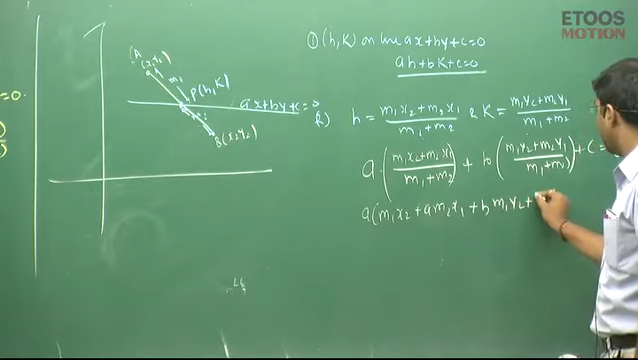 ETOOS
MOTION
① (h,K) on line ax+by+c=0
ah+bK+c=0
(A
(x₁,y₁)
m₁
P(h,K)
ax+by+c=0
B(x₂,y₂)
=0.
2) h = (m₁x₂+m₂x₁)/(m₁+m₂) & K = (m₁y₂+m₂y₁)/(m₁+m₂)
a·((m₁x₂+m₂x₁)/(m₁+m₂)) + b((m₁y₂+m₂y₁)/(m₁+m₂)) + c =
a(m₁x₂+am₂x₁+bm₁y₂+